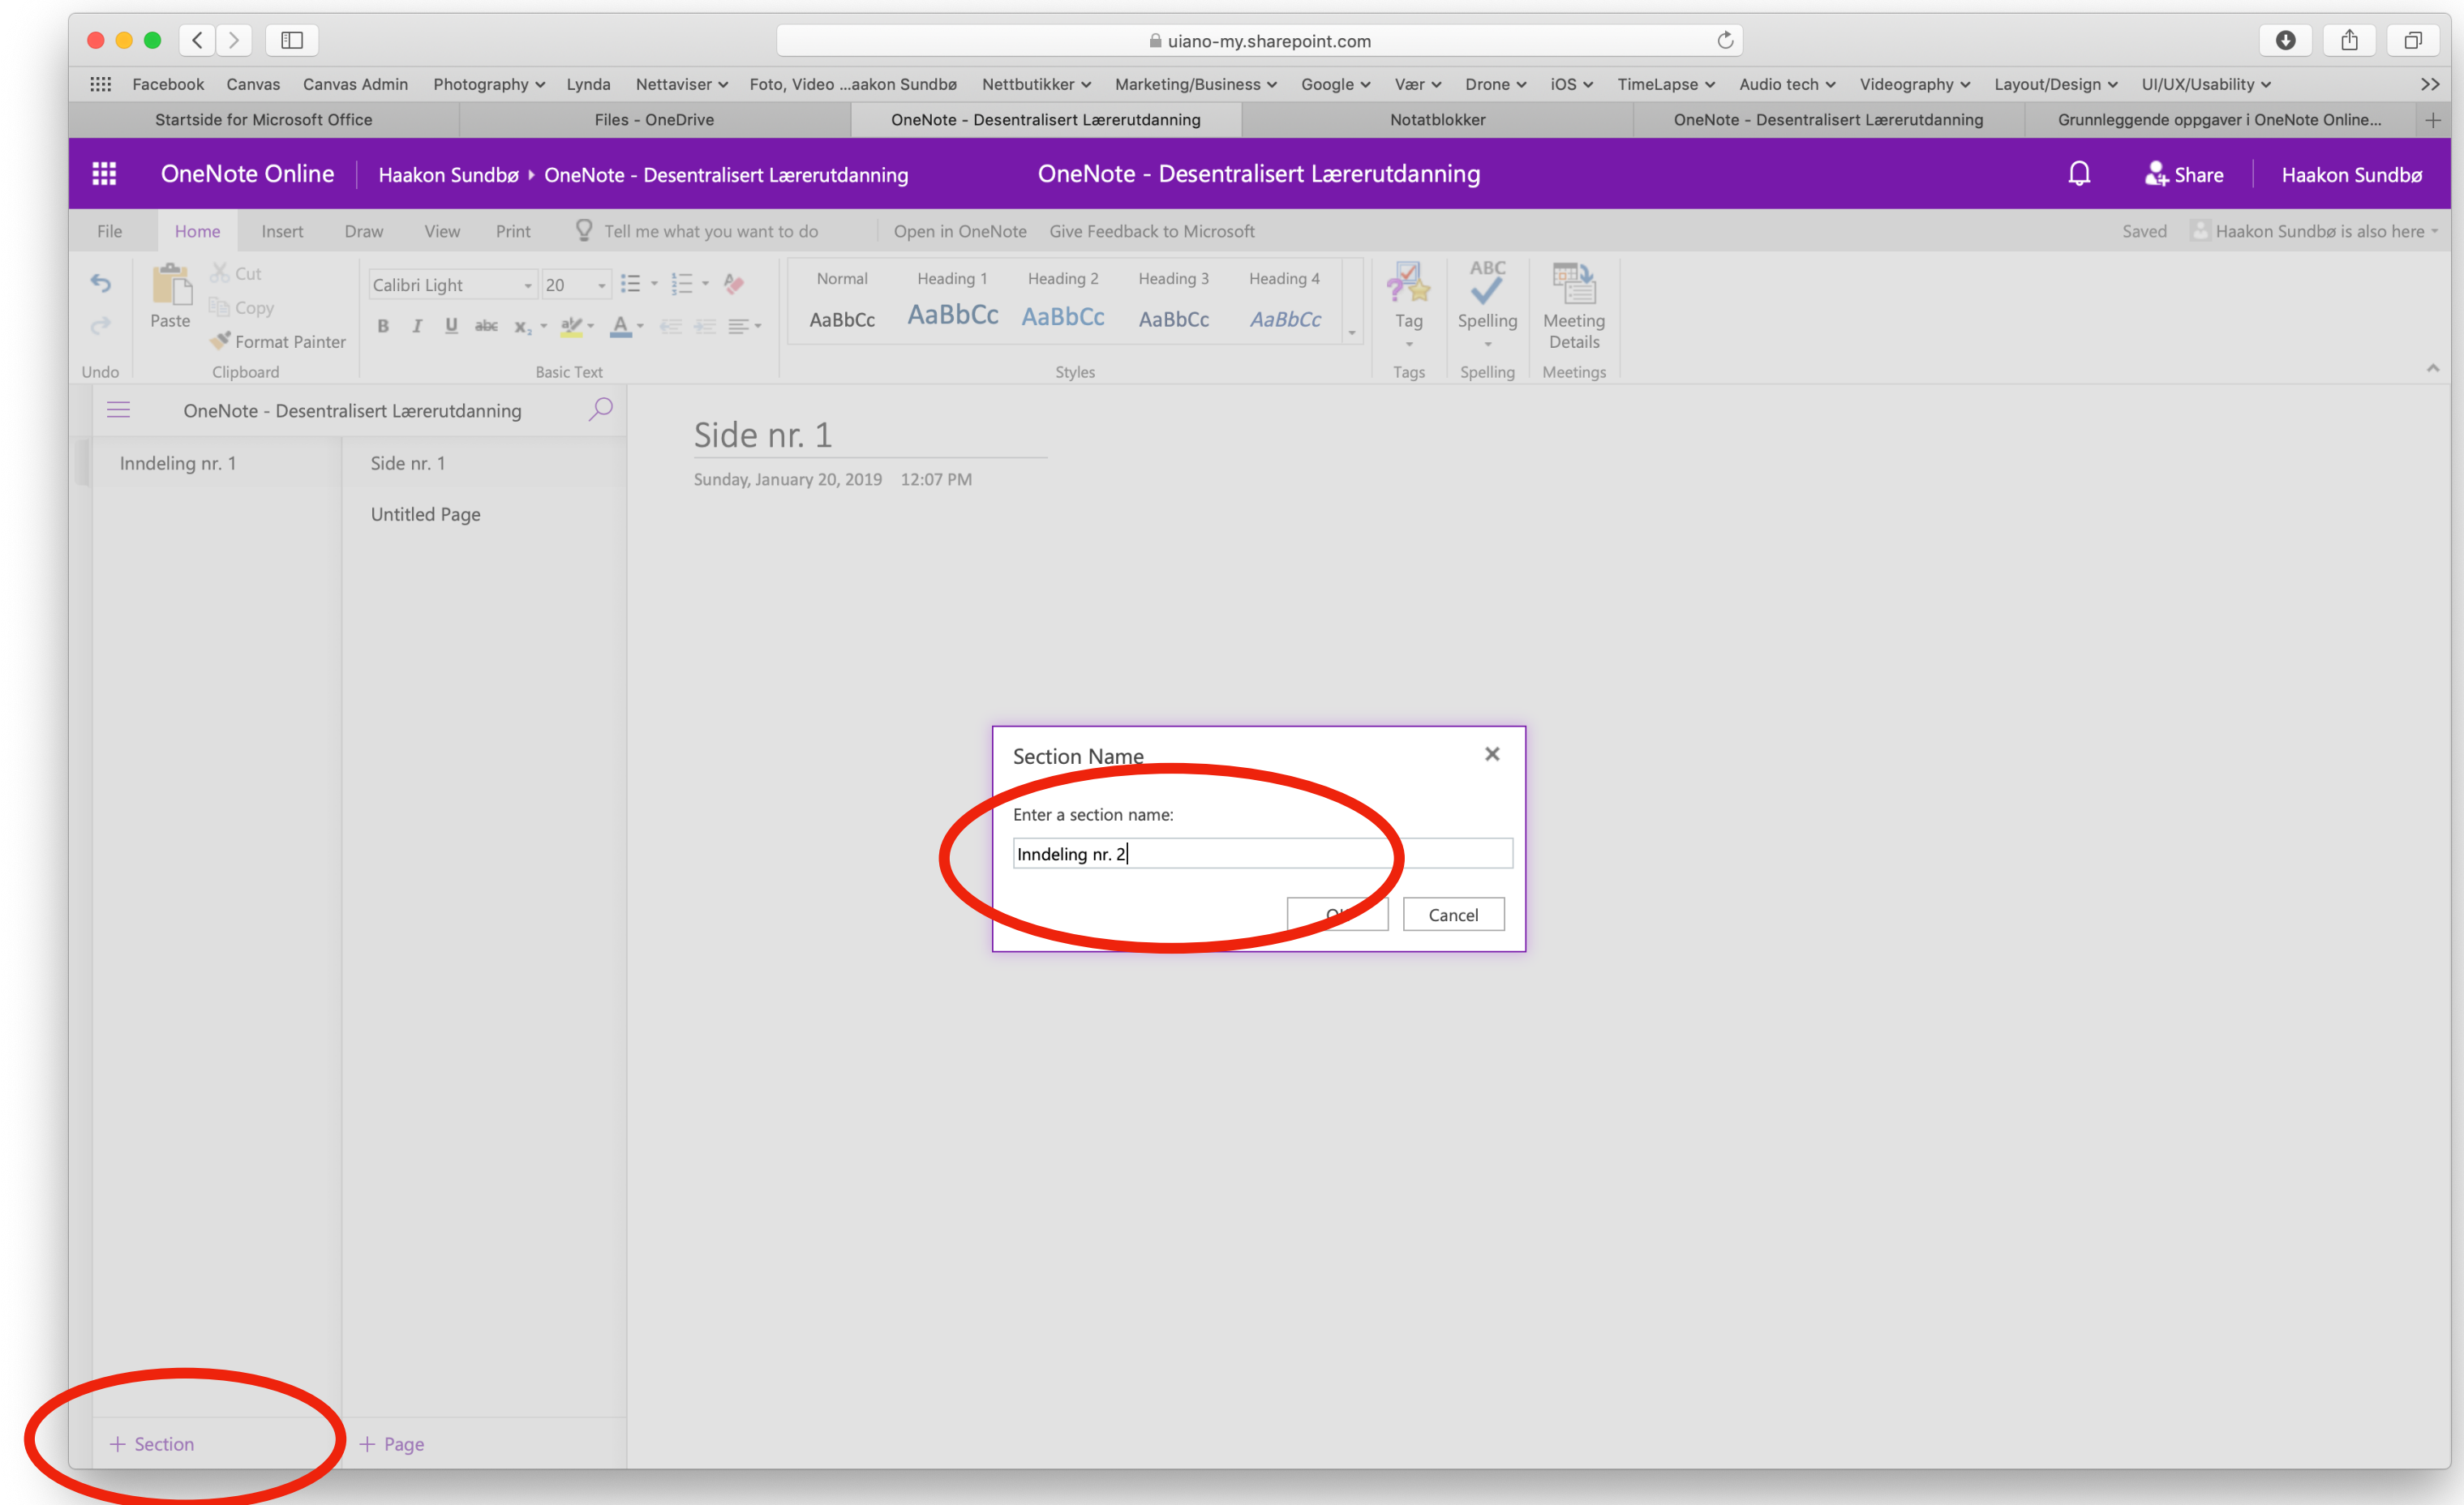 uiano-my.sharepoint.com
Facebook Canvas Canvas Admin Photography Lynda Nettaviser Foto, Video ...aakon Sundbø Nettbutikker Marketing/Business Google Vær Drone iOS TimeLapse Audio tech Videography Layout/Design UI/UX/Usability >>
Startside for Microsoft Office Files - OneDrive OneNote - Desentralisert Lærerutdanning Notatblokker OneNote - Desentralisert Lærerutdanning Grunnleggende oppgaver i OneNote Online...
OneNote Online Haakon Sundbø OneNote - Desentralisert Lærerutdanning OneNote - Desentralisert Lærerutdanning Share Haakon Sundbø
File Home Insert Draw View Print Tell me what you want to do Open in OneNote Give Feedback to Microsoft Saved Haakon Sundbø is also here
Cut
Copy
Format Painter
Paste
Undo Clipboard
Calibri Light 20
B I U abc x₂ A
Basic Text
Normal Heading 1 Heading 2 Heading 3 Heading 4
AaBbCc AaBbCc AaBbCc AaBbCc AaBbCc
Styles
Tag
Tags
ABC
Spelling
Spelling
Meeting
Details
Meetings
OneNote - Desentralisert Lærerutdanning
Inndeling nr. 1
Side nr. 1
Untitled Page
Side nr. 1
Sunday, January 20, 2019 12:07 PM
Section Name
Enter a section name:
Inndeling nr. 2
Cancel
+ Section
+ Page